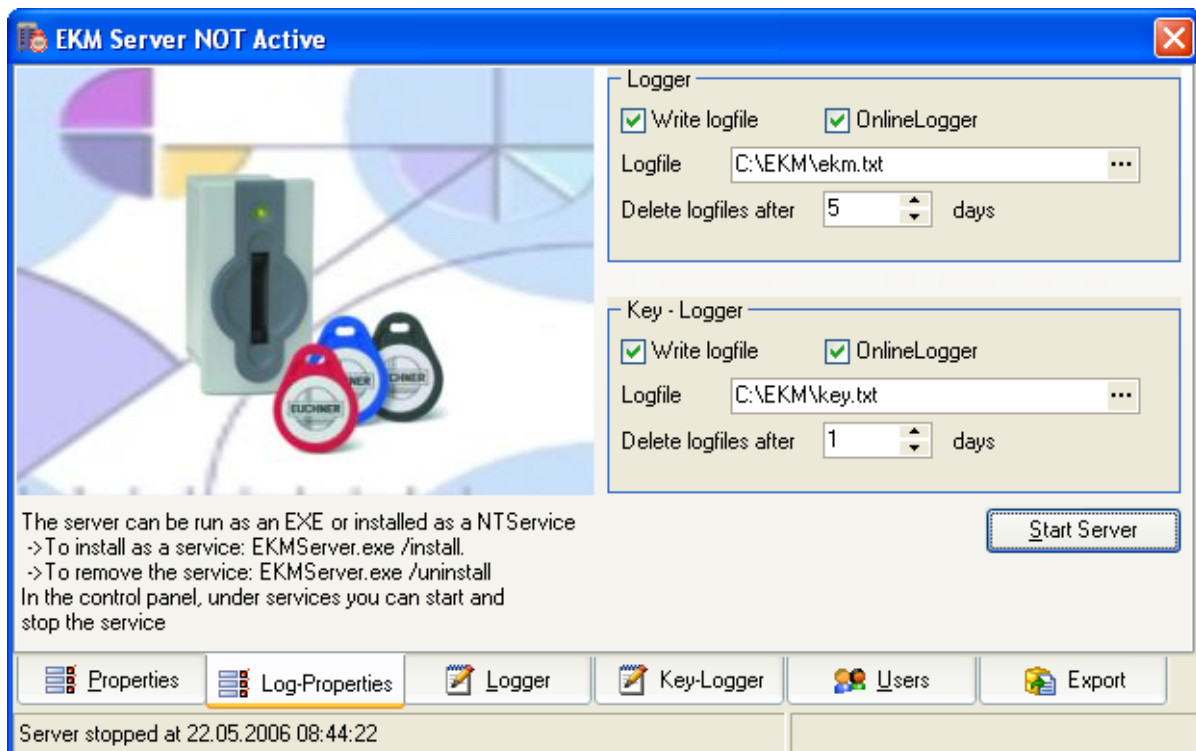 EKM Server NOT Active
Logger
Write logfile OnlineLogger
Logfile C:\EKM\ekm.txt ...
Delete logfiles after 5 days
Key - Logger
Write logfile OnlineLogger
Logfile C:\EKM\key.txt ...
Delete logfiles after 1 days
EUCHNER
The server can be run as an EXE or installed as a NTService
->To install as a service: EKMServer.exe /install.
->To remove the service: EKMServer.exe /uninstall
In the control panel, under services you can start and
stop the service
Start Server
Properties Log-Properties Logger Key-Logger Users Export
Server stopped at 22.05.2006 08:44:22